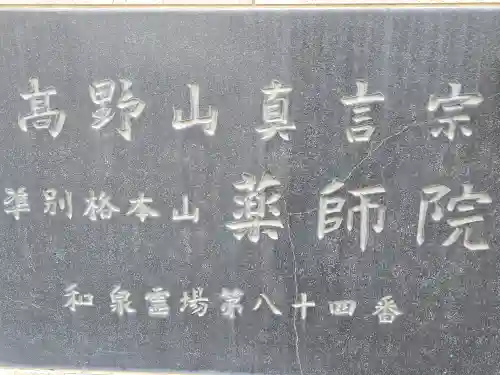 高野山真言宗
準別格本山 薬師院
和泉霊場第八十四番